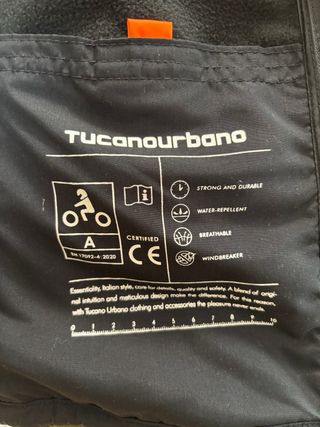 Tucanourbano
STRONG AND DURABLE
WATER-REPELLENT
BREATHABLE
WINDBREAKER
i
A
EN 17092-4:2020
CERTIFIED
CE
Essentiality, Italian style, care for details, quality and safety. A blend of origi-
nal intuition and meticulous design make the difference. For this reason,
with Tucano Urbano clothing and accessories the pleasure never ends.
0 1 2 3 4 5 6 7 8 9 10